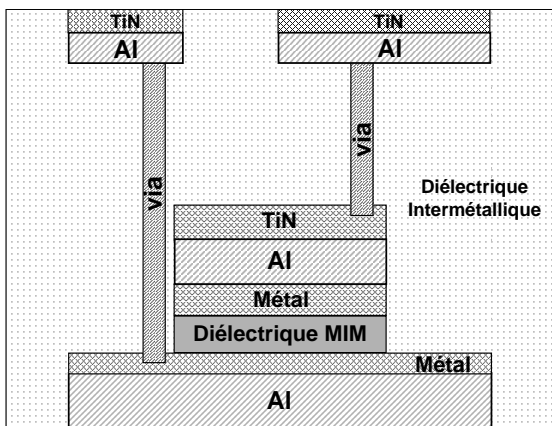 TiN
TiN
Al
Al
via
via
Diélectrique
Intermétallique
TiN
Al
Métal
Diélectrique MIM
Métal
Al